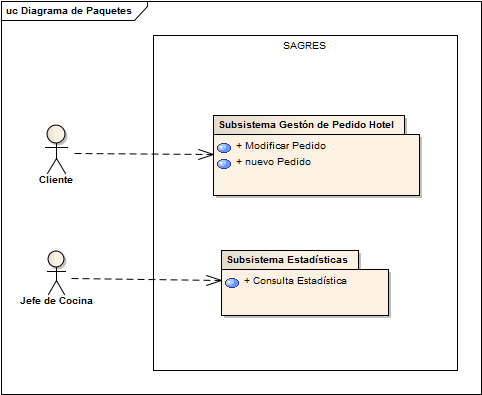 uc Diagrama de Paquetes
SAGRES
Subsistema Gestón de Pedido Hotel
+ Modificar Pedido
+ nuevo Pedido
Cliente
Subsistema Estadísticas
+ Consulta Estadística
Jefe de Cocina